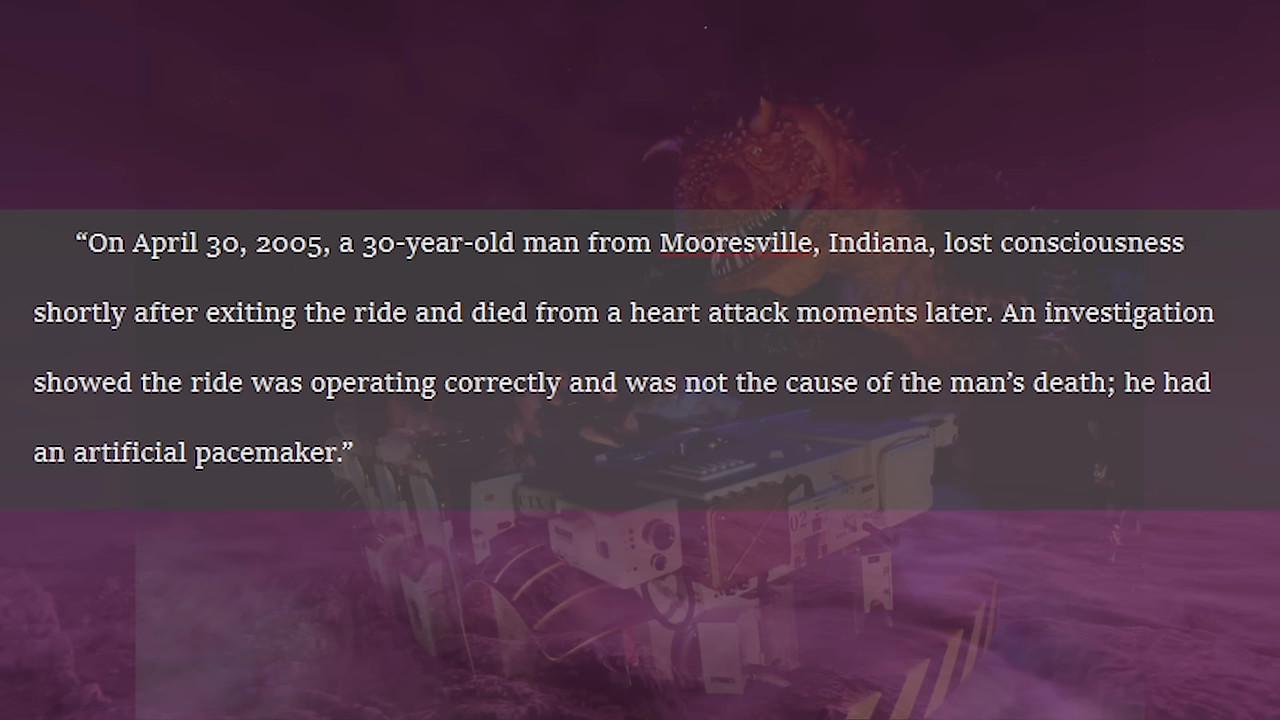 “On April 30, 2005, a 30-year-old man from Mooresville, Indiana, lost consciousness
shortly after exiting the ride and died from a heart attack moments later. An investigation
showed the ride was operating correctly and was not the cause of the man’s death; he had
an artificial pacemaker.”
02